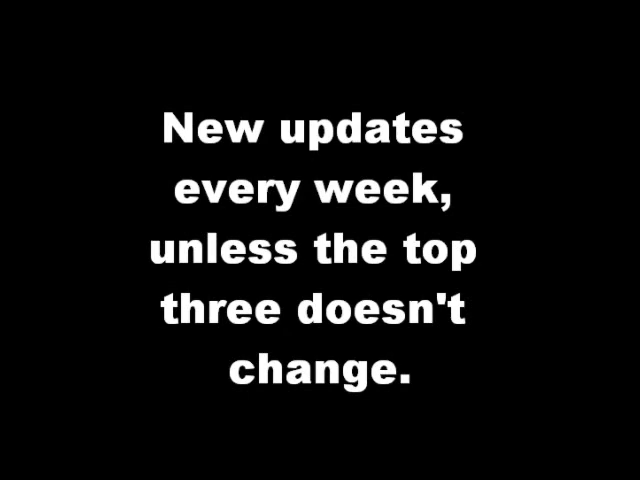 New updates
every week,
unless the top
three doesn't
change.